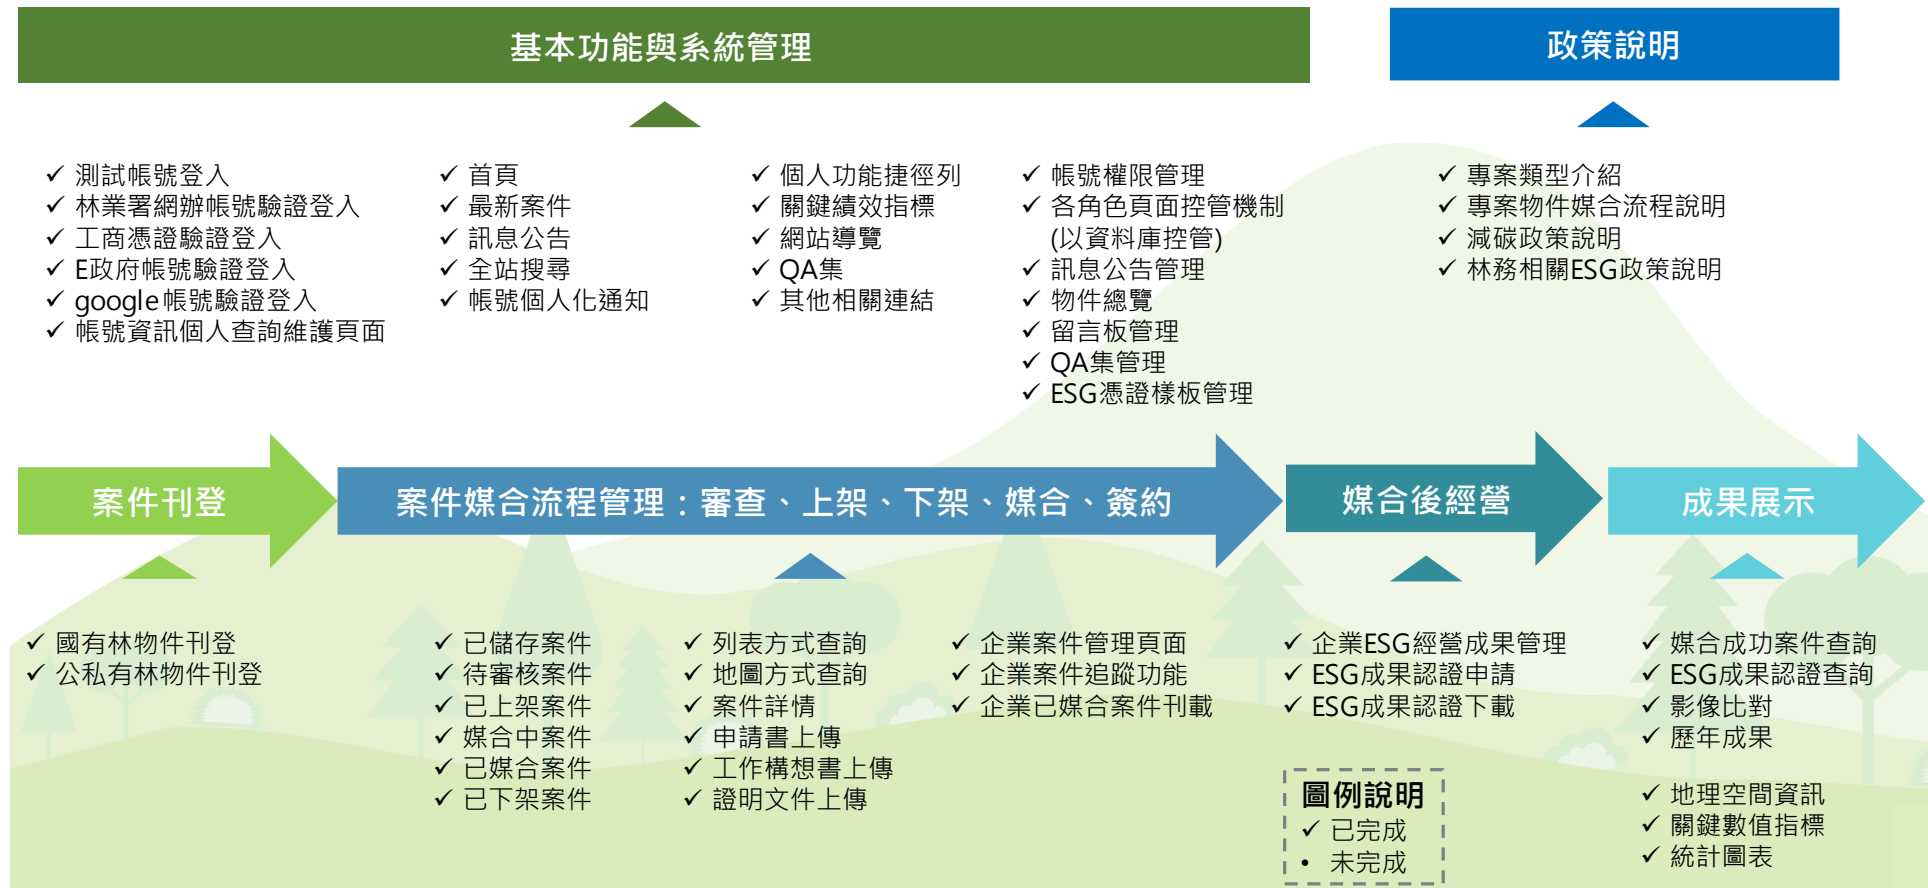 基本功能與系統管理
政策說明
✓ 測試帳號登入
✓ 林業署網辦帳號驗證登入
✓ 工商憑證驗證登入
✓ E政府帳號驗證登入
✓ google帳號驗證登入
✓ 帳號資訊個人查詢維護頁面
✓ 首頁
✓ 最新案件
✓ 訊息公告
✓ 全站搜尋
✓ 帳號個人化通知
✓ 個人功能捷徑列
✓ 關鍵績效指標
✓ 網站導覽
✓ QA集
✓ 其他相關連結
✓ 帳號權限管理
✓ 各角色頁面控管機制
(以資料庫控管)
✓ 訊息公告管理
✓ 物件總覽
✓ 留言板管理
✓ QA集管理
✓ ESG憑證樣板管理
✓ 專案類型介紹
✓ 專案物件媒合流程說明
✓ 減碳政策說明
✓ 林務相關ESG政策說明
案件刊登
案件媒合流程管理：審查、上架、下架、媒合、簽約
媒合後經營
成果展示
✓ 國有林物件刊登
✓ 公私有林物件刊登
✓ 已儲存案件
✓ 待審核案件
✓ 已上架案件
✓ 媒合中案件
✓ 已媒合案件
✓ 已下架案件
✓ 列表方式查詢
✓ 地圖方式查詢
✓ 案件詳情
✓ 申請書上傳
✓ 工作構想書上傳
✓ 證明文件上傳
✓ 企業案件管理頁面
✓ 企業案件追蹤功能
✓ 企業已媒合案件刊載
✓ 企業ESG經營成果管理
✓ ESG成果認證申請
✓ ESG成果認證下載
✓ 媒合成功案件查詢
✓ ESG成果認證查詢
✓ 影像比對
✓ 歷年成果
✓ 地理空間資訊
✓ 關鍵數值指標
✓ 統計圖表
圖例說明
✓ 已完成
• 未完成